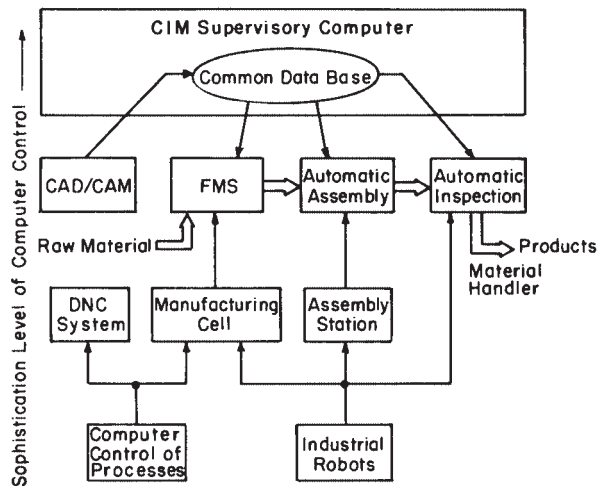 CIM Supervisory Computer
Common Data Base
CAD/CAM
FMS
Automatic
Assembly
Automatic
Inspection
Raw Material
Products
Material
Handler
DNC
System
Manufacturing
Cell
Assembly
Station
Computer
Control of
Processes
Industrial
Robots
Sophistication Level of Computer Control